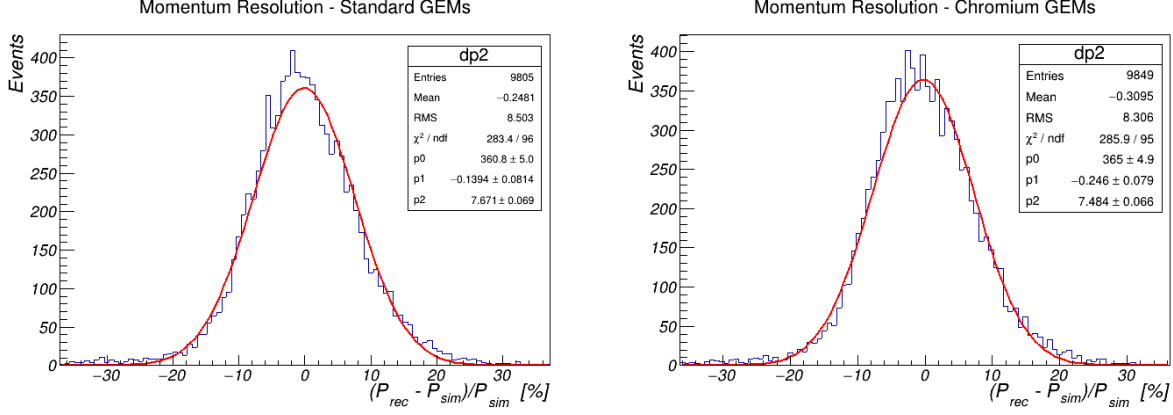 Momentum Resolution - Standard GEMs
Events
400
350
300
250
200
150
100
50
0
−30
−20
−10
0
10
20
30
(P_rec - P_sim)/P_sim [%]
dp2
Entries 9805
Mean −0.2481
RMS 8.503
χ² / ndf 283.4 / 96
p0 360.8 ± 5.0
p1 −0.1394 ± 0.0814
p2 7.671 ± 0.069
Momentum Resolution - Chromium GEMs
Events
400
350
300
250
200
150
100
50
0
−30
−20
−10
0
10
20
30
(P_rec - P_sim)/P_sim [%]
dp2
Entries 9849
Mean −0.3095
RMS 8.306
χ² / ndf 285.9 / 95
p0 365 ± 4.9
p1 −0.246 ± 0.079
p2 7.484 ± 0.066